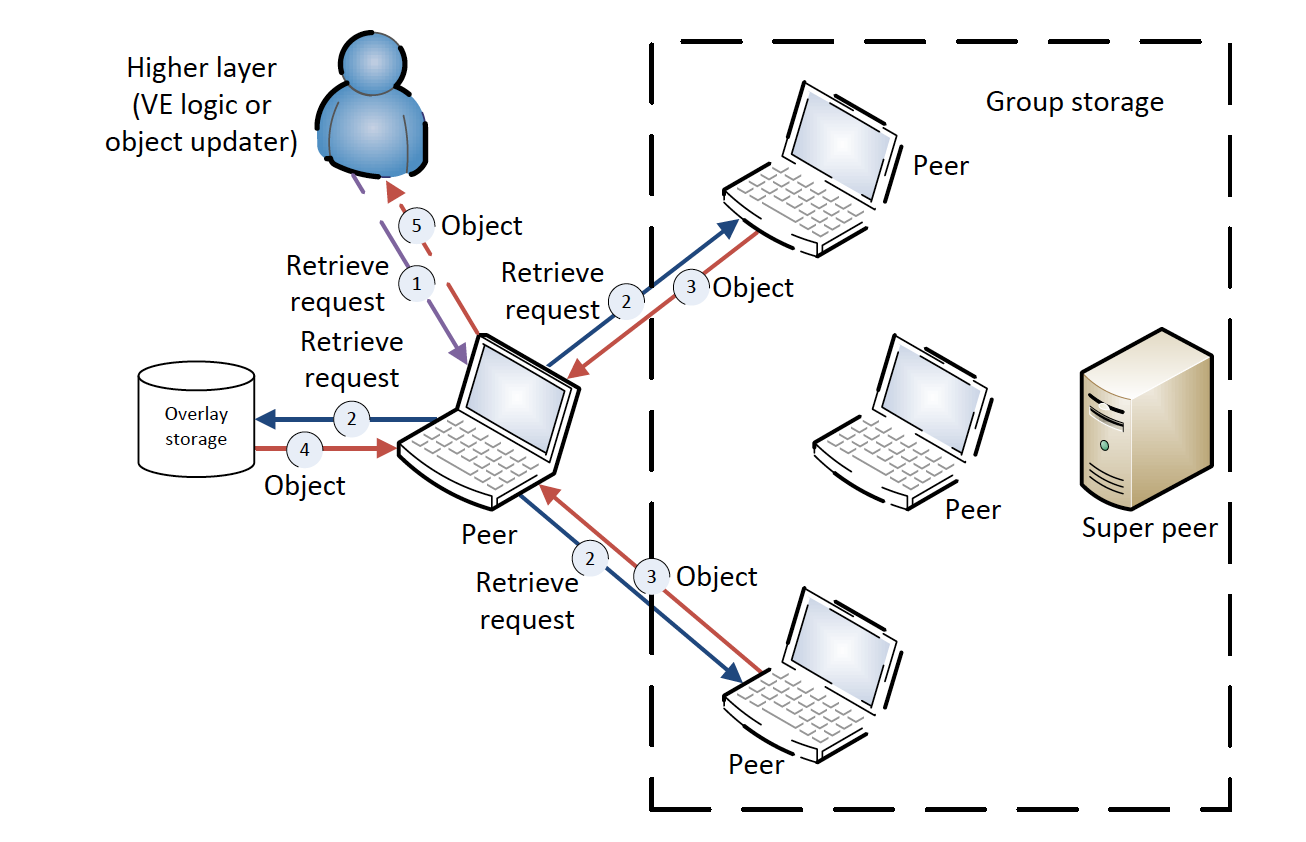 Higher layer
(VE logic or
object updater)
Group storage
Peer
5
Object
Retrieve
request
1
Retrieve
request
2
3
Object
Retrieve
request
Overlay
storage
2
4
Object
Peer
Peer
Super peer
2
Retrieve
request
3
Object
Peer